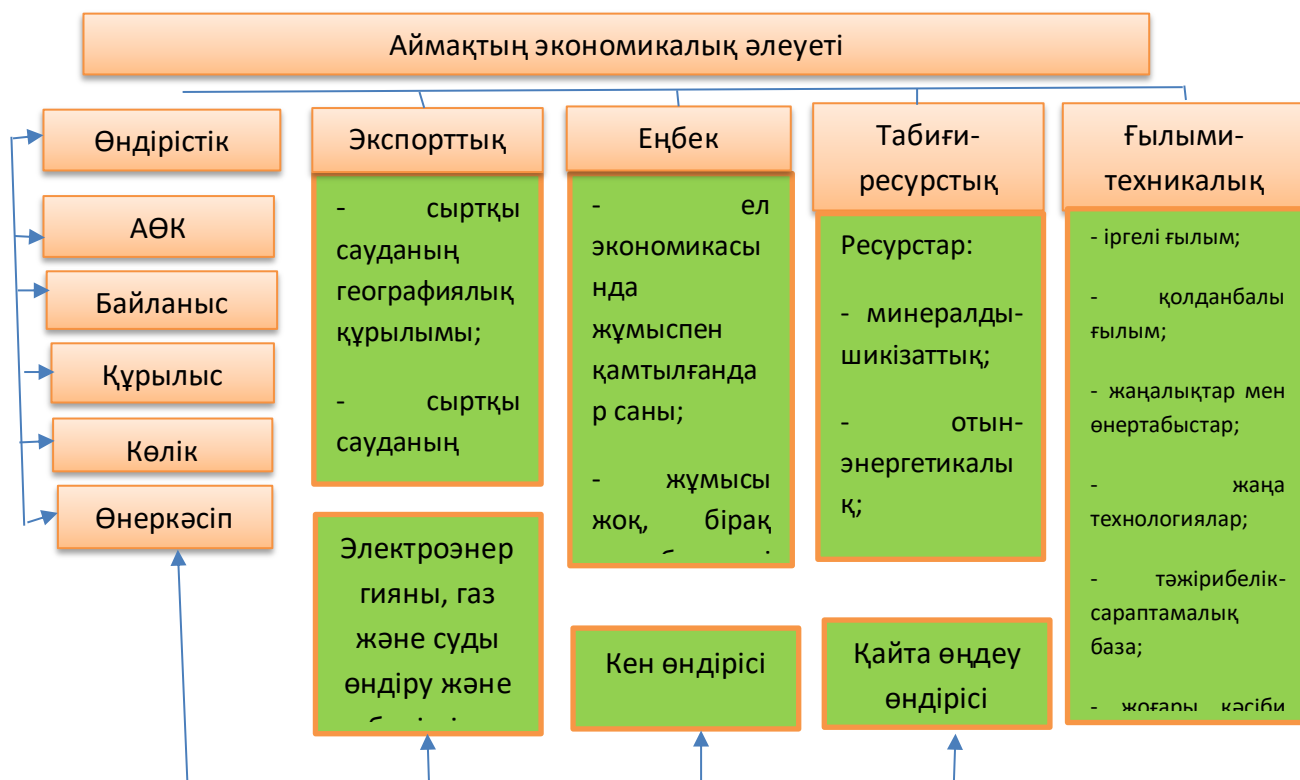 Аймақтың экономикалық әлеуеті
Өндірістік
АӨК
Байланыс
Құрылыс
Көлік
Өнеркәсіп
Экспорттық
- сыртқы
сауданың
географиялық
құрылымы;
- сыртқы
сауданың
Электроэнер
гияны, газ
және суды
өндіру және
Еңбек
- ел
экономикасы
нда
жұмыспен
қамтылғанда
р саны;
- жұмысы
жоқ, бірақ
Кен өндірісі
Табиғи-
ресурстық
Ресурстар:
- минералды-
шикізаттық;
- отын-
энергетикалы
қ;
Қайта өңдеу
өндірісі
Ғылыми-
техникалық
- іргелі ғылым;
- қолданбалы
ғылым;
- жаңалықтар мен
өнертабыстар;
- жаңа
технологиялар;
- тәжірибелік-
сараптамалық
база;
- жоғары кәсіби